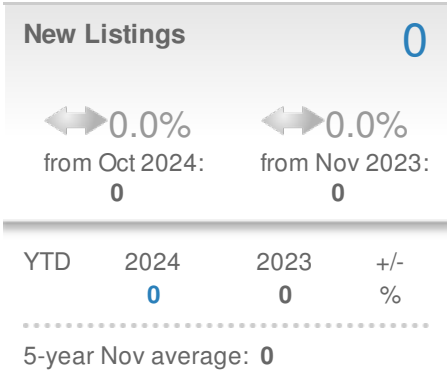 New Listings 0
0.0% 0.0%
from Oct 2024: from Nov 2023:
0 0
YTD 2024 2023 +/-
0 0 %
5-year Nov average: 0